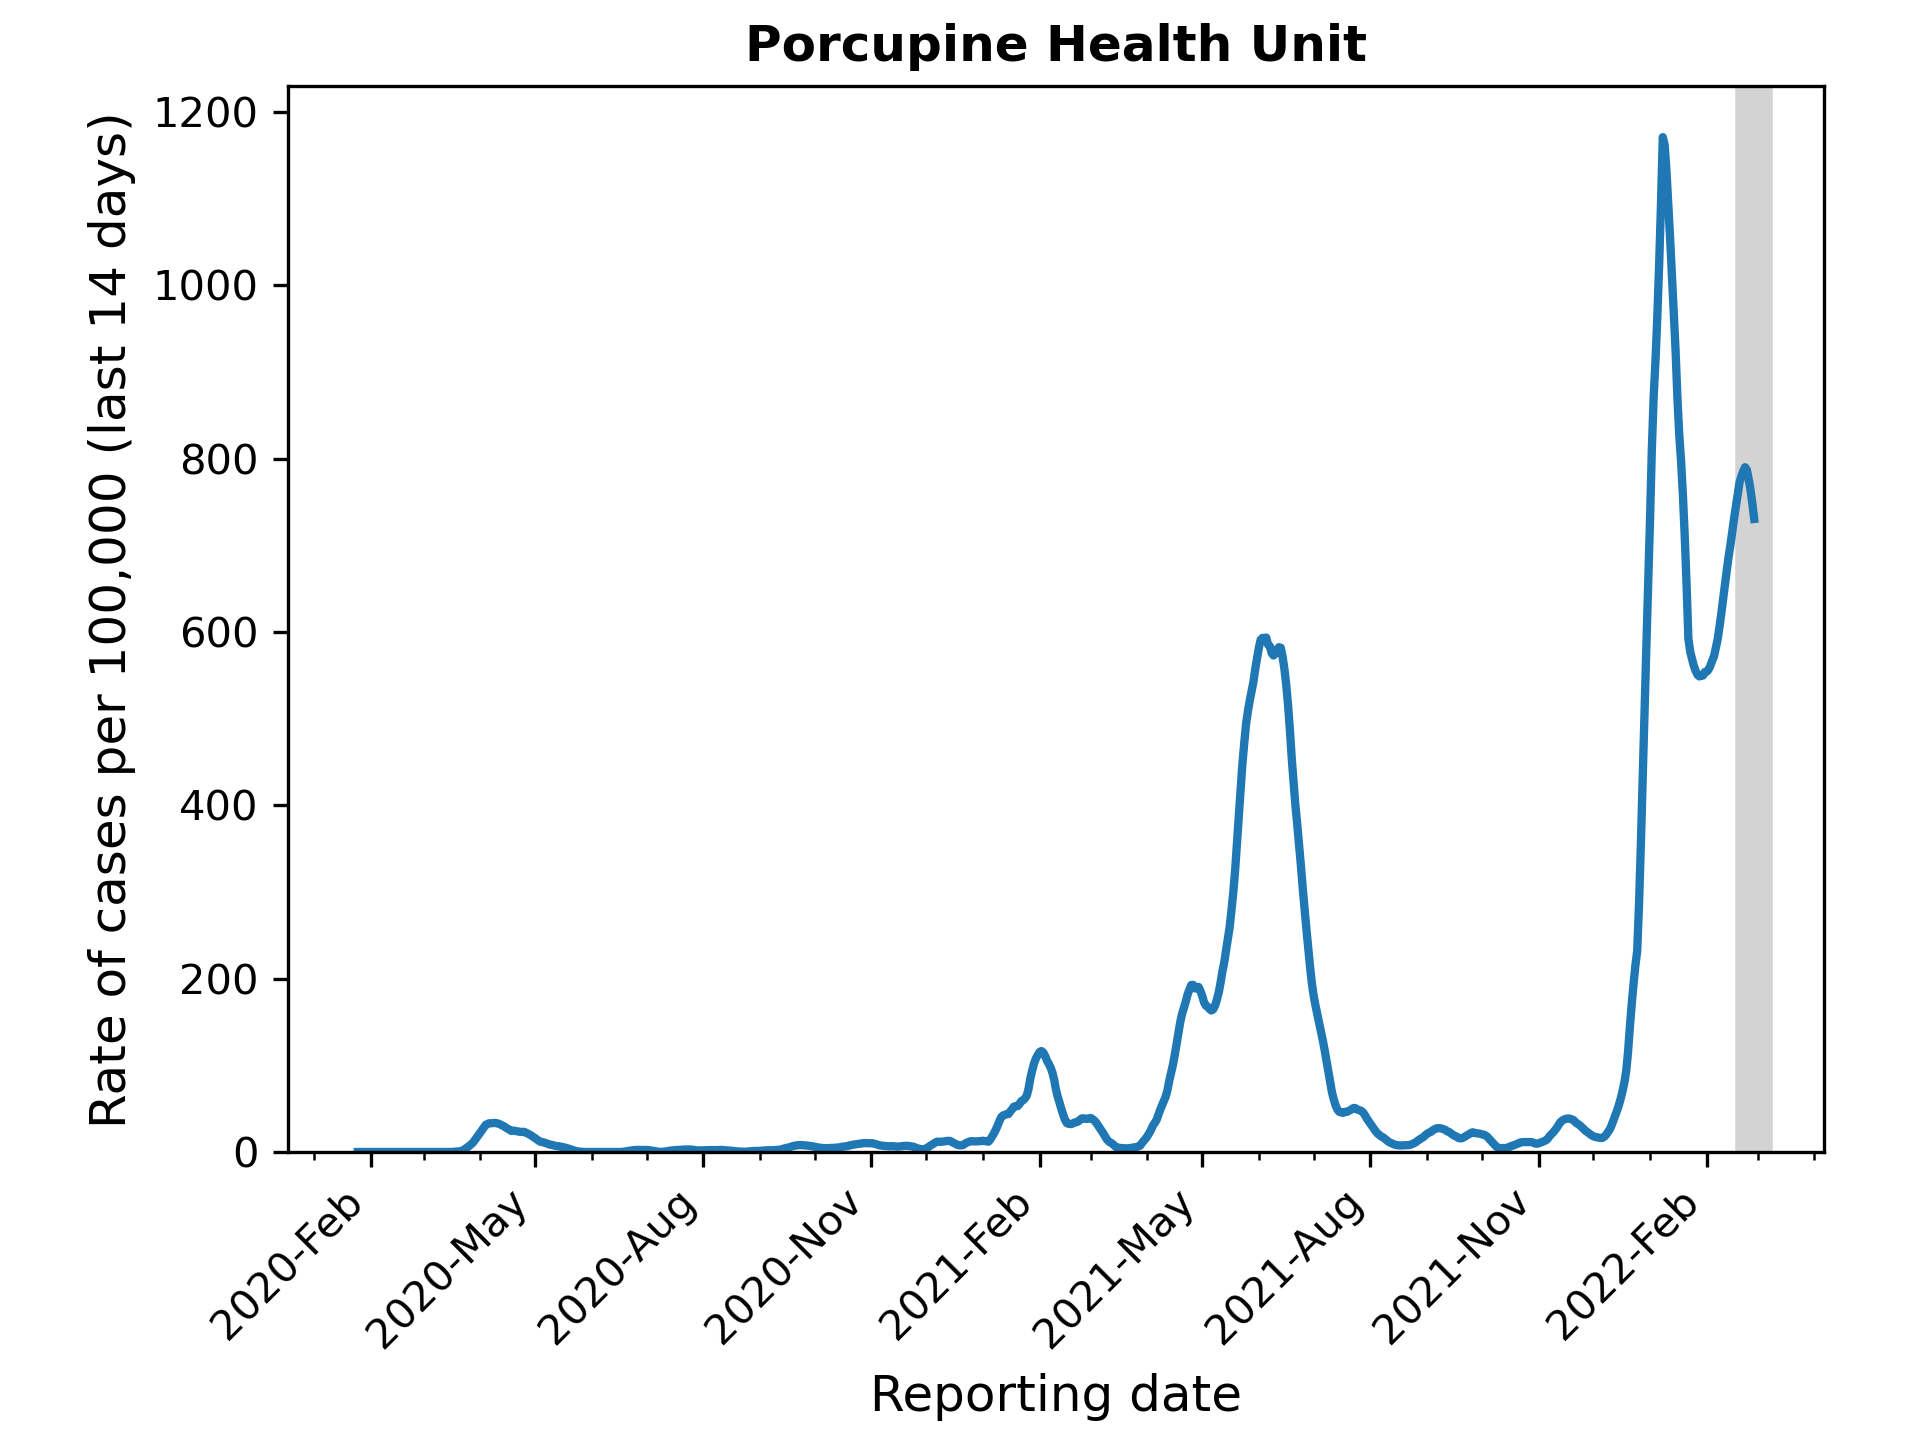 Porcupine Health Unit
Rate of cases per 100,000 (last 14 days)
1200
1000
800
600
400
200
0
2020-Feb
2020-May
2020-Aug
2020-Nov
2021-Feb
2021-May
2021-Aug
2021-Nov
2022-Feb
Reporting date